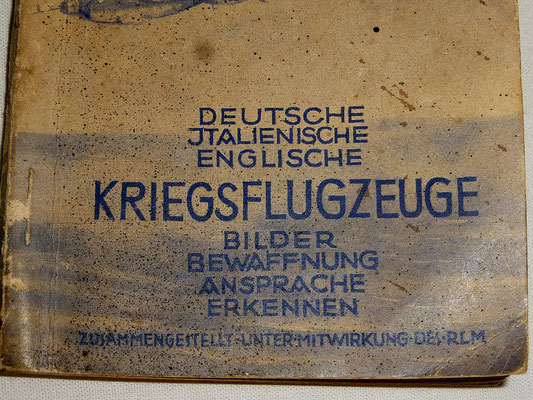 DEUTSCHE
JTALIENISCHE
ENGLISCHE
KRIEGSFLUGZEUGE
BILDER
BEWAFFNUNG
ANSPRACHE
ERKENNEN
ZUSAMMENGESTELLT·UNTER·MITWIRKUNG·DES·RLM